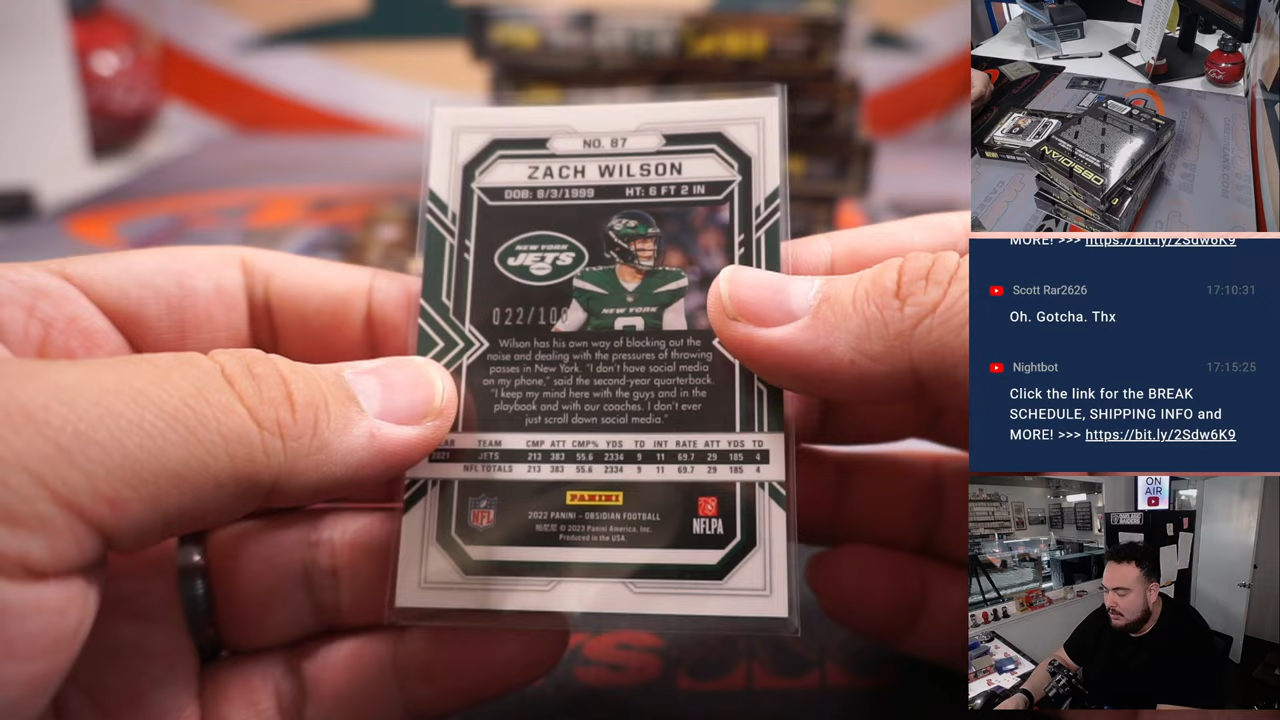 NO. 87
ZACH WILSON
DOB: 8/3/1999 HT: 6 FT 2 IN
NEW YORK
JETS
JETS
NEW YORK
022/100
Wilson has his own way of blocking out the
noise and dealing with the pressures of throwing
passes in New York. "I don't have social media
on my phone," said the second-year quarterback.
"I keep my mind here with the guys and in the
playbook and with our coaches. I don't ever
just scroll down social media."
TEAM CMP ATT CMP% YDS TD INT RATE ATT YDS TD
2021 JETS 213 383 55.6 2334 9 11 69.7 29 185 4
NFL TOTALS 213 383 55.6 2334 9 11 69.7 29 185 4
NFL
PANINI
NFLPA
2022 PANINI – OBSIDIAN FOOTBALL
© 2023 Panini America, Inc.
Produced in the USA.
OBSIDIAN
MORE! >>> https://bit.ly/2Sdw6K9
Scott Rar2626 17:10:31
Oh. Gotcha. Thx
Nightbot 17:15:25
Click the link for the BREAK
SCHEDULE, SHIPPING INFO and
MORE! >>> https://bit.ly/2Sdw6K9
ON
AIR